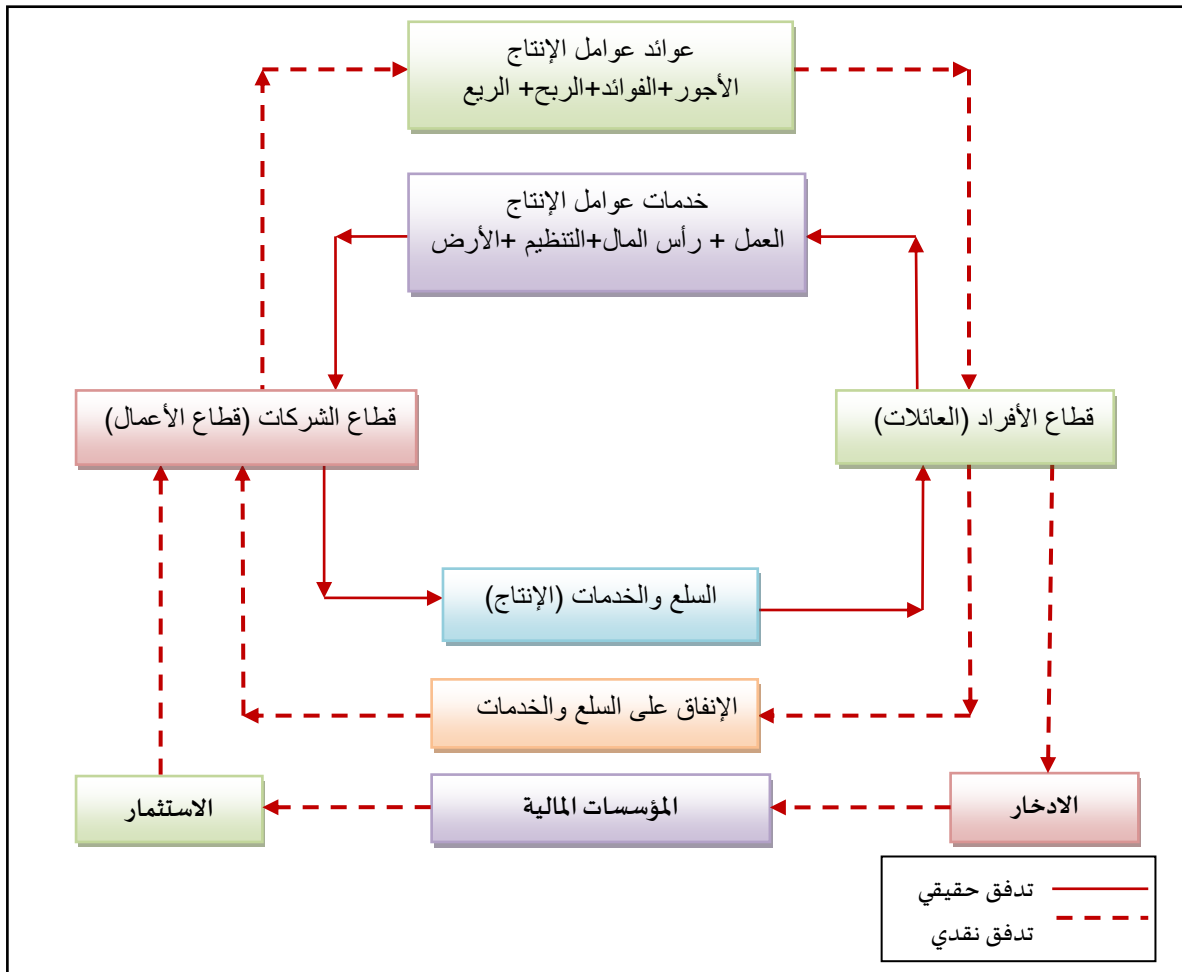 عوائد عوامل الإنتاج
الأجور+الفوائد+الربح+ الريع
خدمات عوامل الإنتاج
العمل + رأس المال+التنظيم +الأرض
قطاع الأفراد (العائلات)
قطاع الشركات (قطاع الأعمال)
السلع والخدمات (الإنتاج)
الإنفاق على السلع والخدمات
الادخار
المؤسسات المالية
الاستثمار
تدفق حقيقي
تدفق نقدي